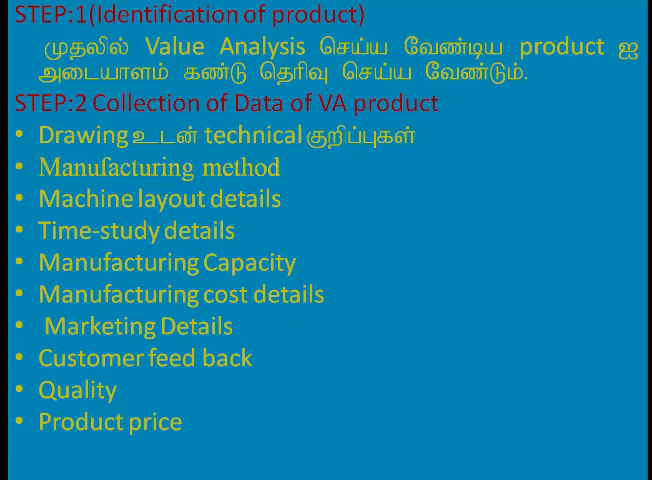 STEP:1(Identification of product)
முதலில் Value Analysis செய்ய வேண்டிய product ஐ
அடையாளம் கண்டு தெரிவு செய்ய வேண்டும்.
STEP:2 Collection of Data of VA product
• Drawing உடன் technical குறிப்புகள்
• Manufacturing method
• Machine layout details
• Time-study details
• Manufacturing Capacity
• Manufacturing cost details
• Marketing Details
• Customer feed back
• Quality
• Product price